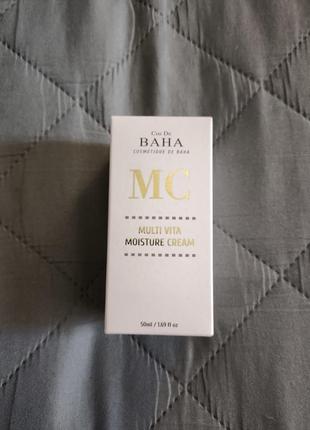 Cos De
BAHA
COSMETIQUE DE BAHA
MC
MULTI VITA
MOISTURE CREAM
50ml / 1.69 fl oz